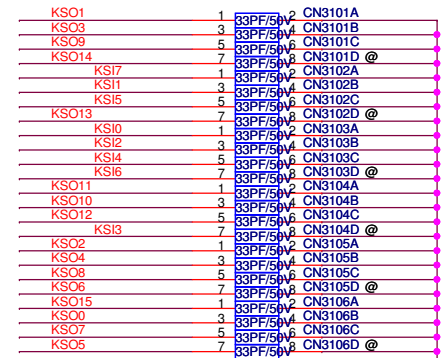 KSO1 1 33PF/50V 2 CN3101A
KSO3 3 33PF/50V 4 CN3101B
KSO9 5 33PF/50V 6 CN3101C
KSO14 7 33PF/50V 8 CN3101D @
KSI7 1 33PF/50V 2 CN3102A
KSI1 3 33PF/50V 4 CN3102B
KSI5 5 33PF/50V 6 CN3102C
KSO13 7 33PF/50V 8 CN3102D @
KSI0 1 33PF/50V 2 CN3103A
KSI2 3 33PF/50V 4 CN3103B
KSI4 5 33PF/50V 6 CN3103C
KSI6 7 33PF/50V 8 CN3103D @
KSO11 1 33PF/50V 2 CN3104A
KSO10 3 33PF/50V 4 CN3104B
KSO12 5 33PF/50V 6 CN3104C
KSI3 7 33PF/50V 8 CN3104D @
KSO2 1 33PF/50V 2 CN3105A
KSO4 3 33PF/50V 4 CN3105B
KSO8 5 33PF/50V 6 CN3105C
KSO6 7 33PF/50V 8 CN3105D @
KSO15 1 33PF/50V 2 CN3106A
KSO0 3 33PF/50V 4 CN3106B
KSO7 5 33PF/50V 6 CN3106C
KSO5 7 33PF/50V 8 CN3106D @